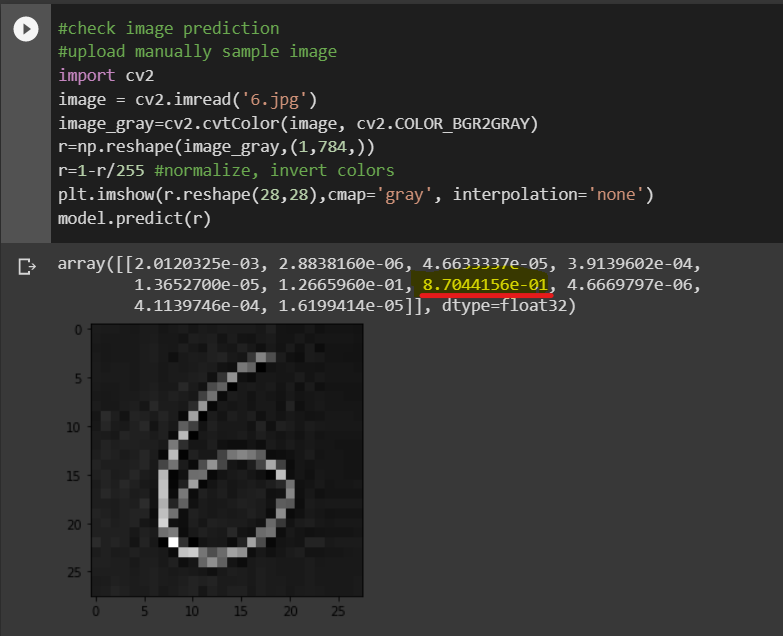 #check image prediction
#upload manually sample image
import cv2
image = cv2.imread('6.jpg')
image_gray=cv2.cvtColor(image, cv2.COLOR_BGR2GRAY)
r=np.reshape(image_gray,(1,784,))
r=1-r/255 #normalize, invert colors
plt.imshow(r.reshape(28,28),cmap='gray', interpolation='none')
model.predict(r)
array([[2.0120325e-03, 2.8838160e-06, 4.6633337e-05, 3.9139602e-04,
1.3652700e-05, 1.2665960e-01, 8.7044156e-01, 4.6669797e-06,
4.1139746e-04, 1.6199414e-05]], dtype=float32)
0
5
10
15
20
25
6
0 5 10 15 20 25